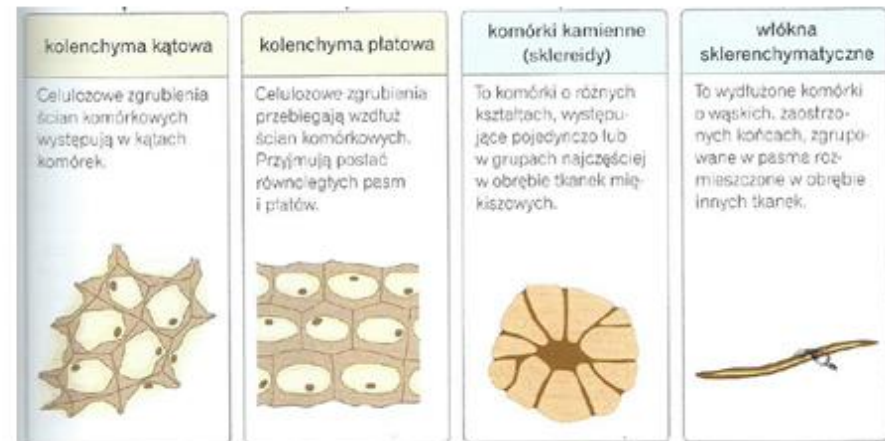 kolenchyma kątowa
Celulozowe zgrubienia
ścian komórkowych
występują w kątach
komórek.
kolenchyma płatowa
Celulozowe zgrubienia
przebiegają wzdłuż
ścian komórkowych.
Przyjmują postać
równoległych pasm
i płatów.
komórki kamienne
(sklereidy)
To komórki o różnych
kształtach, występu-
jące pojedynczo lub
w grupach najczęściej
w obrębie tkanek mię-
kiszowych.
włókna
sklerenchymatyczne
To wydłużone komórki
o wąskich, zaostrzo-
nych końcach, zgrupo-
wane w pasma roz-
mieszczone w obrębie
innych tkanek.